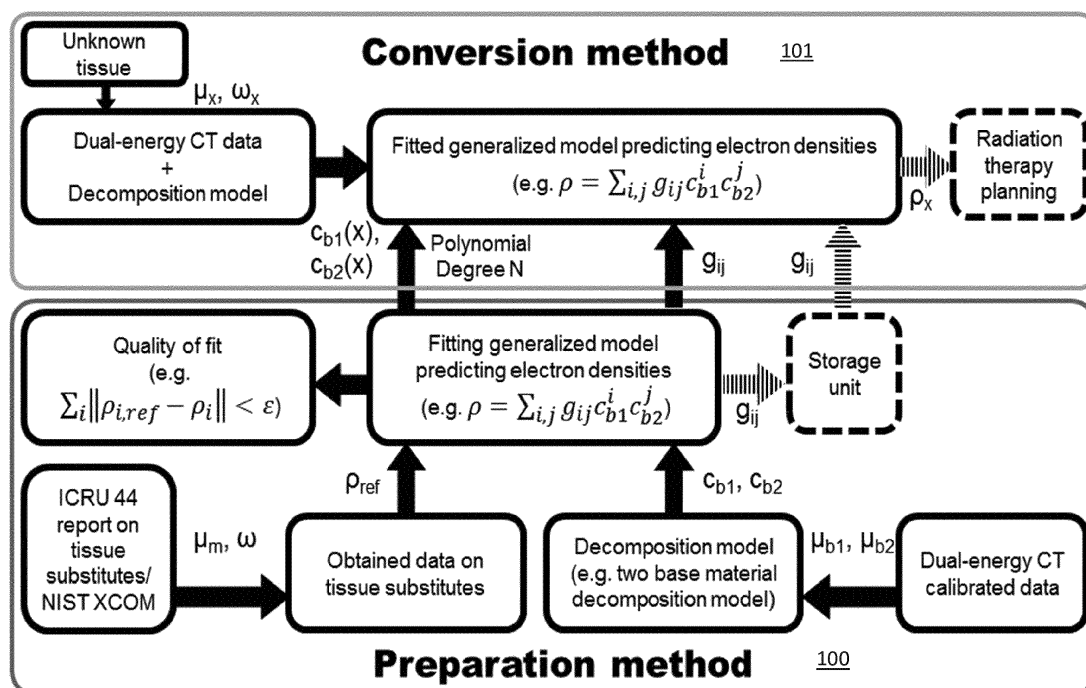 Unknown
tissue
Conversion method 101
μx, ωx
Dual-energy CT data
+
Decomposition model
Fitted generalized model predicting electron densities
(e.g. ρ = ∑i,j gij c^i_b1 c^j_b2)
ρx
Radiation
therapy
planning
cb1(x),
cb2(x)
Polynomial
Degree N
gij
gij
Quality of fit
(e.g.
∑i‖ρi,ref − ρi‖ < ε)
Fitting generalized model
predicting electron densities
(e.g. ρ = ∑i,j gij c^i_b1 c^j_b2)
gij
Storage
unit
ρref
cb1, cb2
ICRU 44
report on
tissue
substitutes/
NIST XCOM
μm, ω
Obtained data on
tissue substitutes
Decomposition model
(e.g. two base material
decomposition model)
μb1, μb2
Dual-energy CT
calibrated data
Preparation method 100